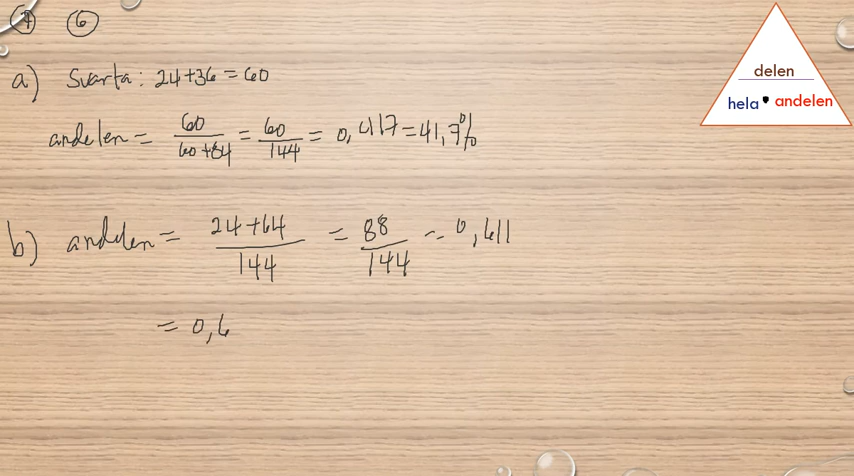 7 6
a) Svarta: 24+36 = 60
andelen = 60/60+84 = 60/144 = 0,417 = 41,7%
b) andelen = 24+64/144 = 88/144 ~ 0,611
= 0,6
delen
hela • andelen